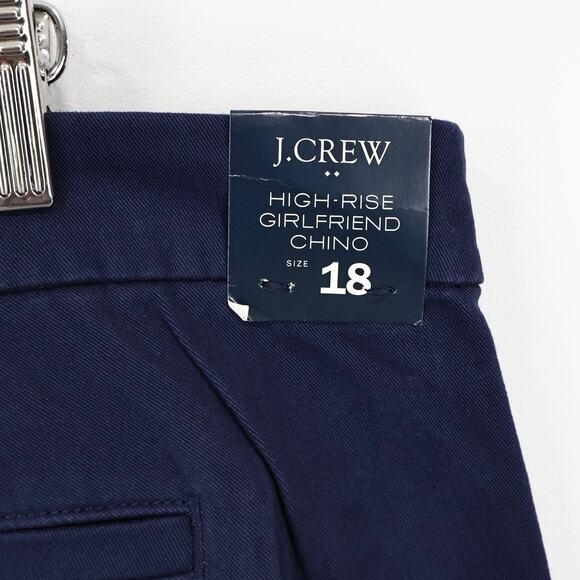 J.CREW
HIGH-RISE
GIRLFRIEND
CHINO
SIZE 18